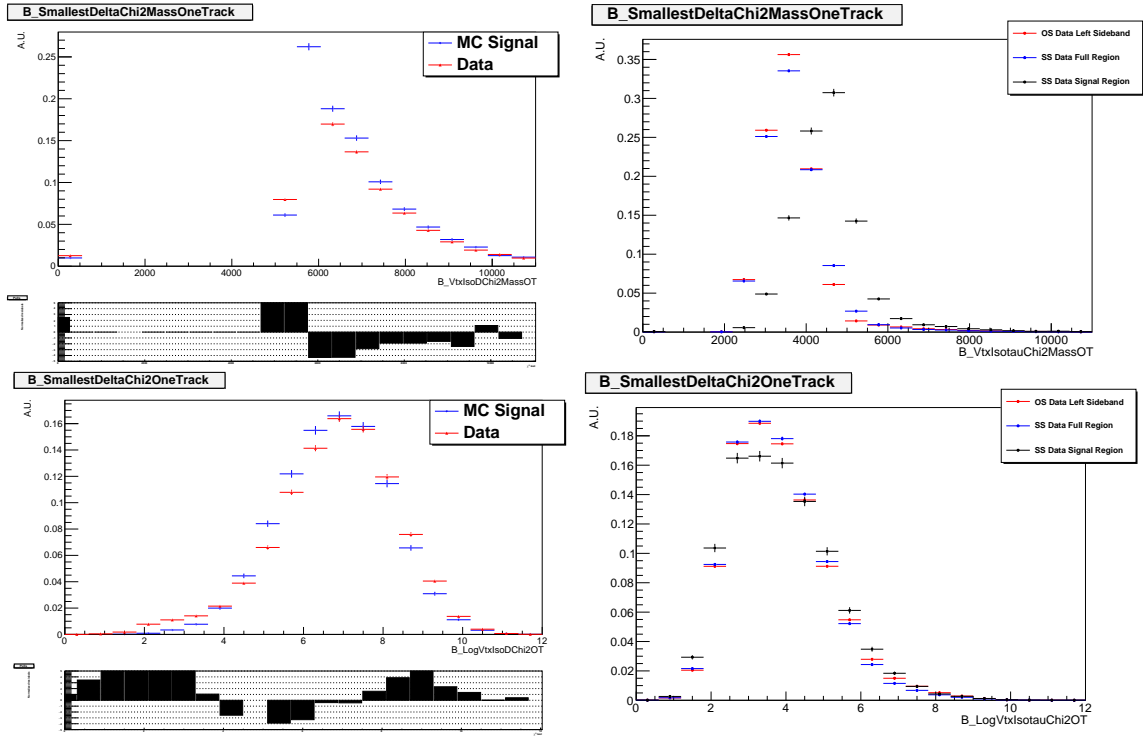 B_SmallestDeltaChi2MassOneTrack
A.U.
MC Signal
Data
0.25
0.2
0.15
0.1
0.05
0
0 2000 4000 6000 8000 10000
B_VtxIsoDChi2MassOT
B_SmallestDeltaChi2MassOneTrack
A.U.
OS Data Left Sideband
SS Data Full Region
SS Data Signal Region
0.35
0.3
0.25
0.2
0.15
0.1
0.05
0
0 2000 4000 6000 8000 10000
B_VtxIsotauChi2MassOT
B_SmallestDeltaChi2OneTrack
A.U.
MC Signal
Data
0.16
0.14
0.12
0.1
0.08
0.06
0.04
0.02
0
0 2 4 6 8 10 12
B_LogVtxIsoDChi2OT
B_SmallestDeltaChi2OneTrack
A.U.
OS Data Left Sideband
SS Data Full Region
SS Data Signal Region
0.18
0.16
0.14
0.12
0.1
0.08
0.06
0.04
0.02
0
0 2 4 6 8 10 12
B_LogVtxIsotauChi2OT